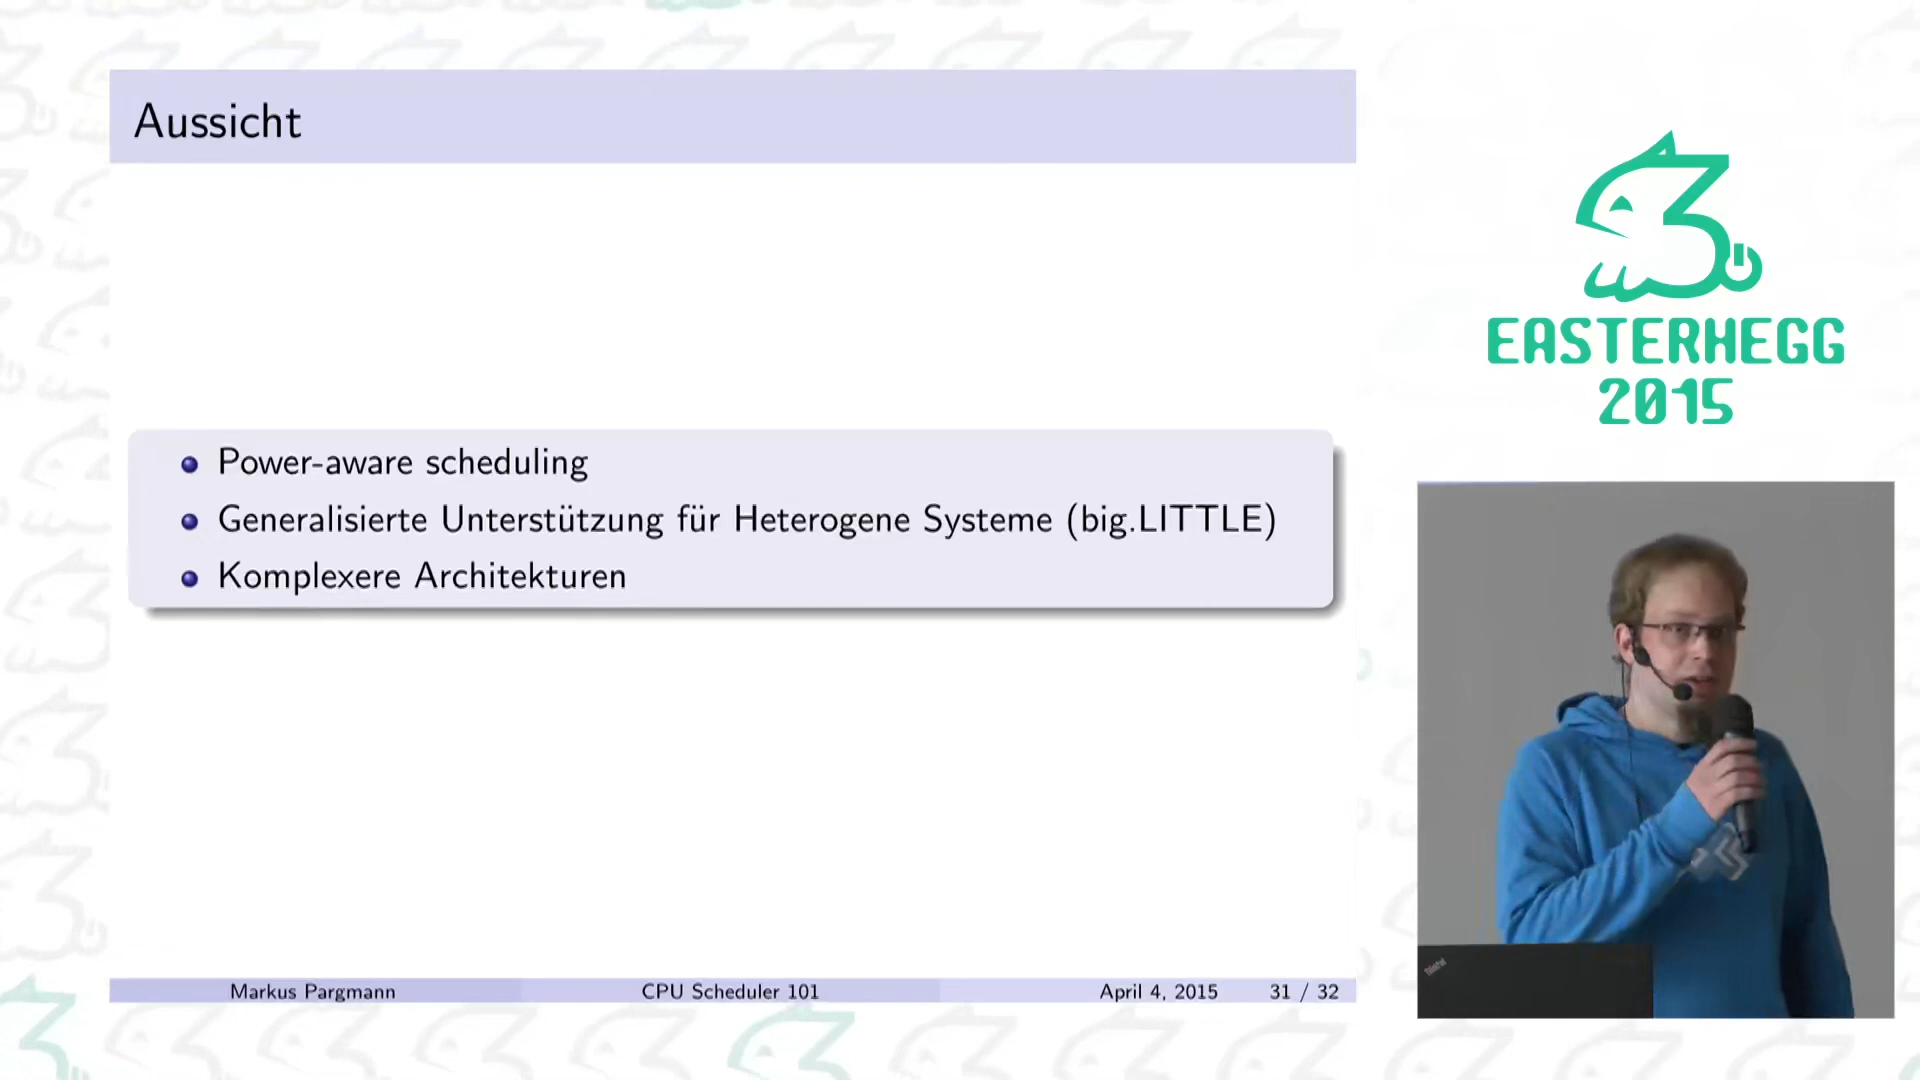 Aussicht
Power-aware scheduling
Generalisierte Unterstützung für Heterogene Systeme (big.LITTLE)
Komplexere Architekturen
Markus Pargmann CPU Scheduler 101 April 4, 2015 31 / 32
EASTERHEGG
2015
ThinkPad